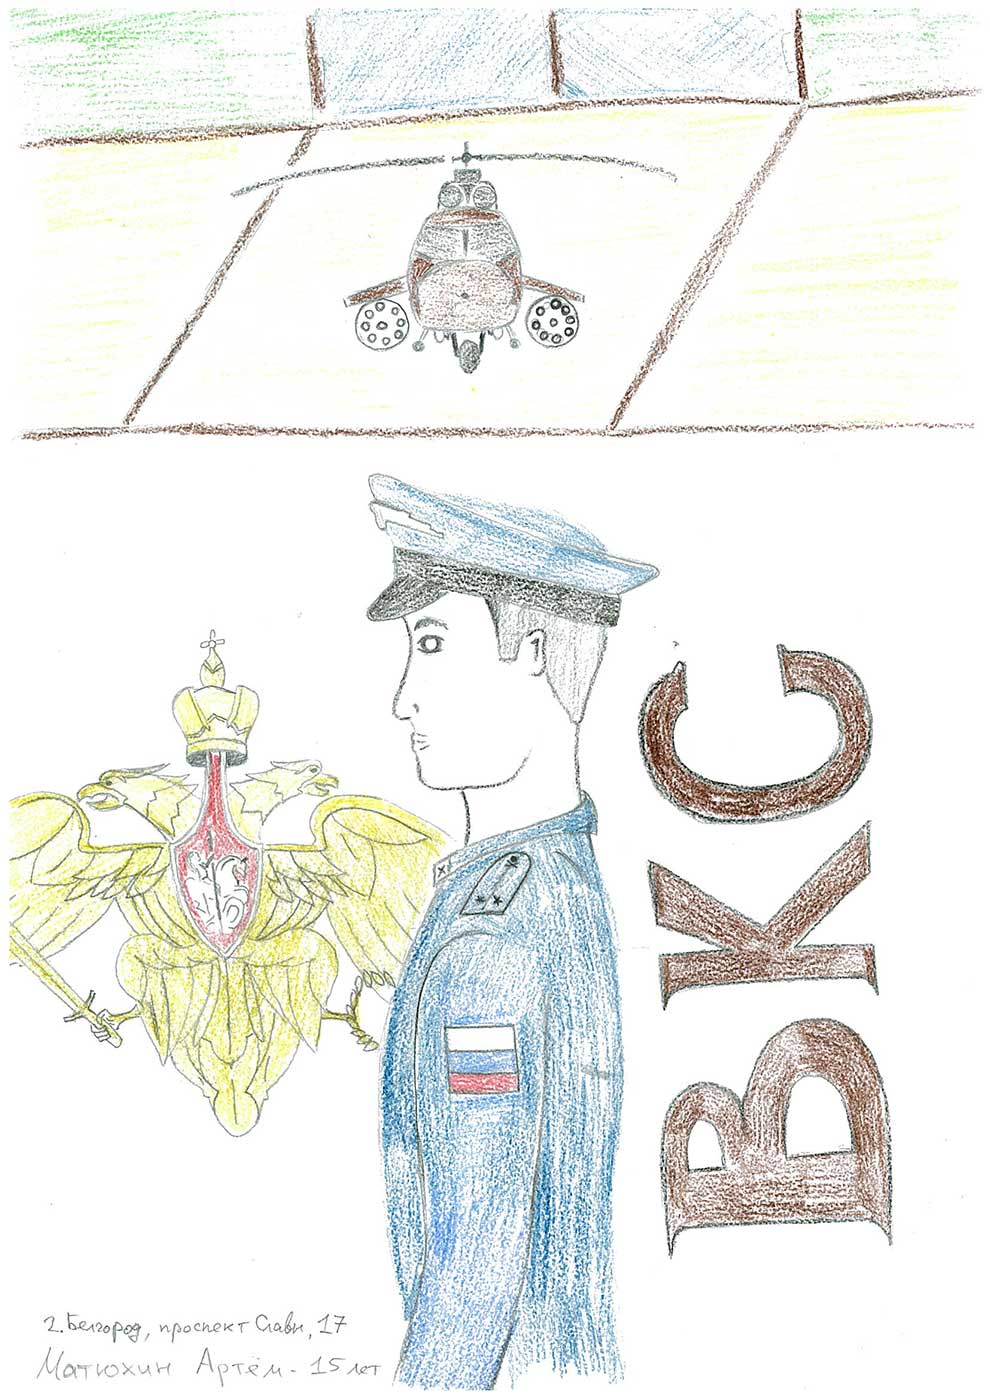 ВКС
г. Белгород, проспект Славы, 17
Матюхин Артём - 15 лет